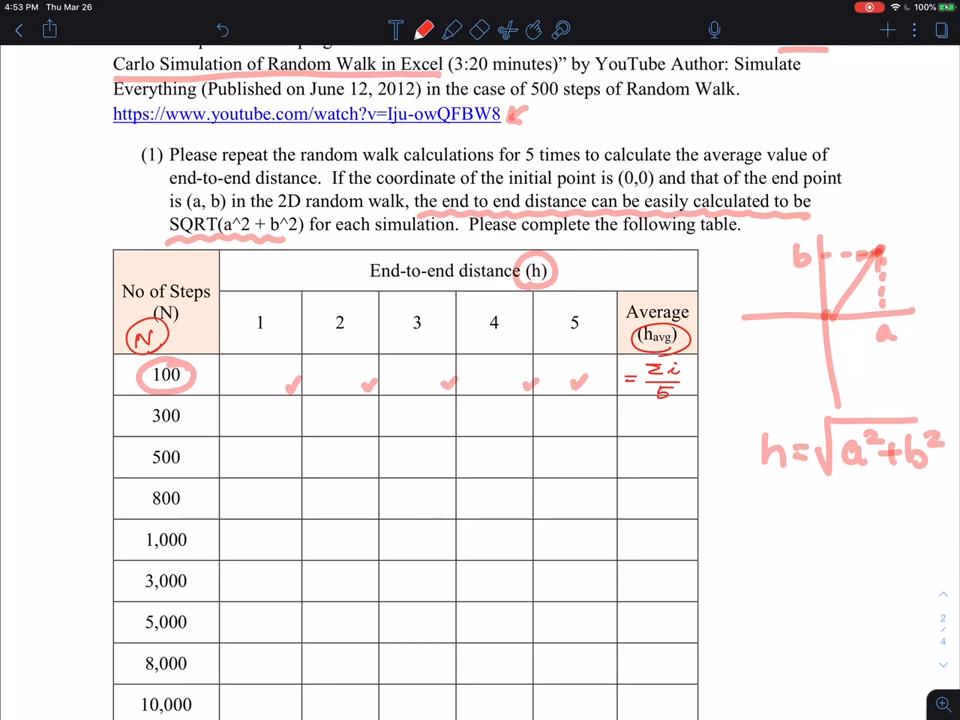 4:53 PM Thu Mar 26
100%
Carlo Simulation of Random Walk in Excel (3:20 minutes)” by YouTube Author: Simulate
Everything (Published on June 12, 2012) in the case of 500 steps of Random Walk.
https://www.youtube.com/watch?v=Iju-owQFBW8
(1) Please repeat the random walk calculations for 5 times to calculate the average value of
end-to-end distance. If the coordinate of the initial point is (0,0) and that of the end point
is (a, b) in the 2D random walk, the end to end distance can be easily calculated to be
SQRT(a^2 + b^2) for each simulation. Please complete the following table.
No of Steps
(N)
N
End-to-end distance (h)
1 2 3 4 5
Average
(havg)
100
= Σi/5
300
500
800
1,000
3,000
5,000
8,000
10,000
b
a
h=√a²+b²
2
/
4